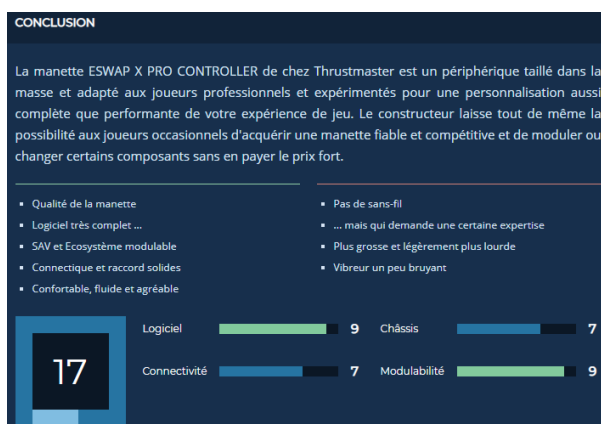 CONCLUSION
La manette ESWAP X PRO CONTROLLER de chez Thrustmaster est un périphérique taillé dans la
masse et adapté aux joueurs professionnels et expérimentés pour une personnalisation aussi
complète que performante de votre expérience de jeu. Le constructeur laisse tout de même la
possibilité aux joueurs occasionnels d'acquérir une manette fiable et compétitive et de moduler ou
changer certains composants sans en payer le prix fort.
▪ Qualité de la manette
▪ Logiciel très complet ...
▪ SAV et Ecosystème modulable
▪ Connectique et raccord solides
▪ Confortable, fluide et agréable
▪ Pas de sans-fil
▪ ... mais qui demande une certaine expertise
▪ Plus grosse et légèrement plus lourde
▪ Vibreur un peu bruyant
17
Logiciel 9
Châssis 7
Connectivité 7
Modulabilité 9